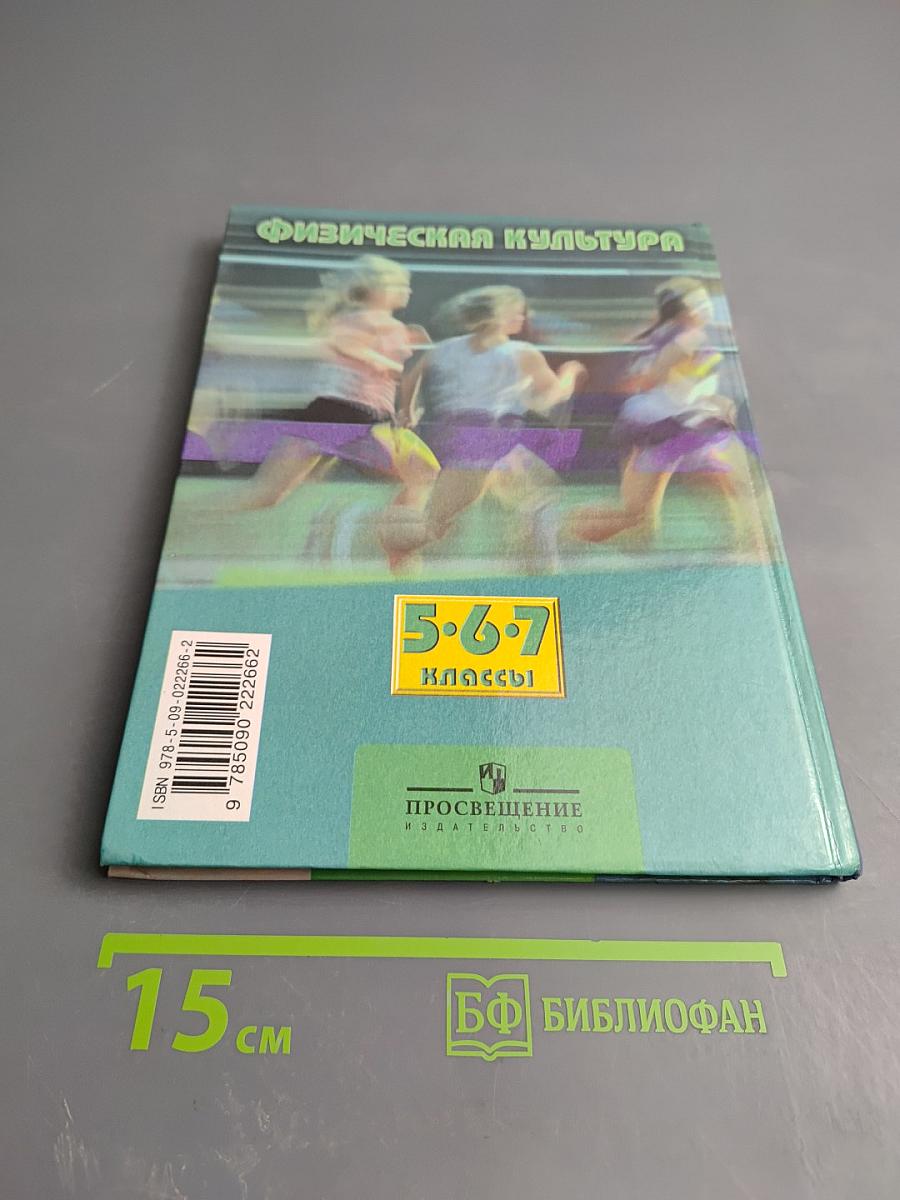 ФИЗИЧЕСКАЯ КУЛЬТУРА
5•6•7
КЛАССЫ
ISBN 978-5-09-022266-2
9 785090 222662
ПРОСВЕЩЕНИЕ
ИЗДАТЕЛЬСТВО
15 см
БФ БИБЛИОФАН